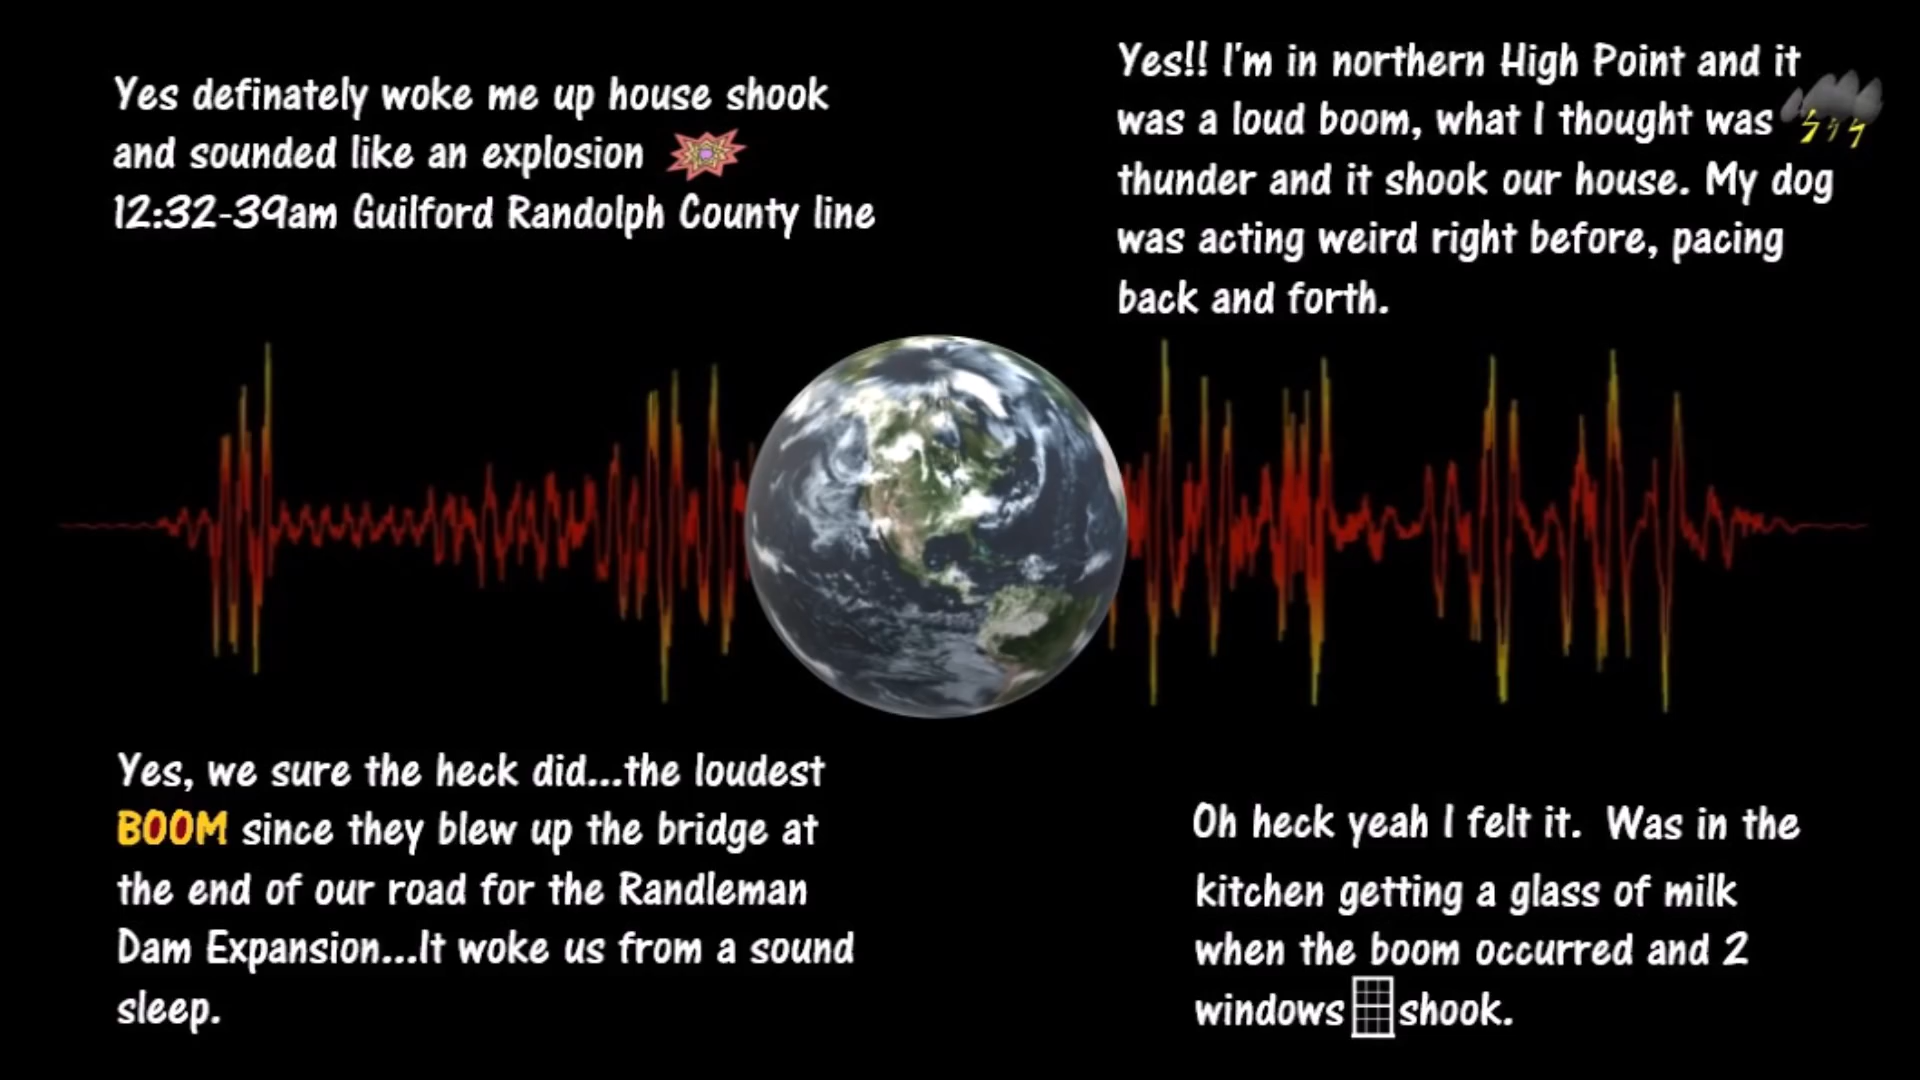 Yes definately woke me up house shook
and sounded like an explosion
12:32-39am Guilford Randolph County line
Yes!! I'm in northern High Point and it
was a loud boom, what I thought was
thunder and it shook our house. My dog
was acting weird right before, pacing
back and forth.
Yes, we sure the heck did...the loudest
BOOM since they blew up the bridge at
the end of our road for the Randleman
Dam Expansion...It woke us from a sound
sleep.
Oh heck yeah I felt it. Was in the
kitchen getting a glass of milk
when the boom occurred and 2
windows shook.